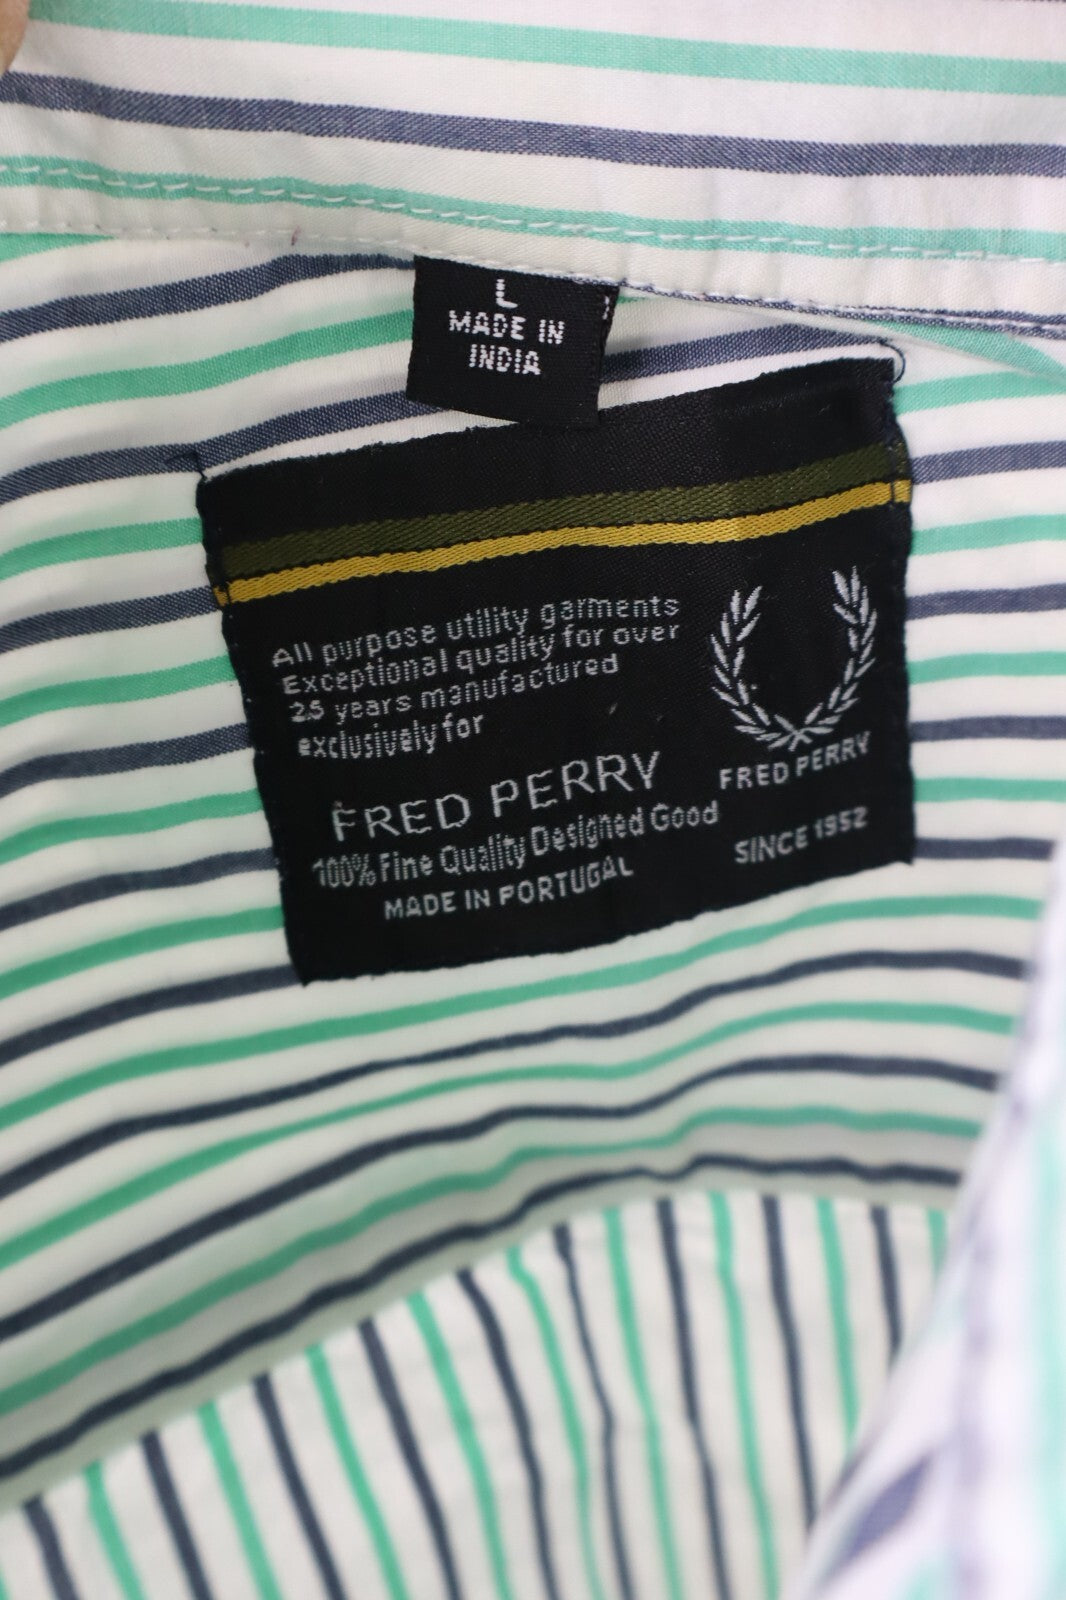 L
MADE IN
INDIA
All purpose utility garments
Exceptional quality for over
25 years manufactured
exclusively for
FRED PERRY
100% Fine Quality Designed Good
MADE IN PORTUGAL
FRED PERRY
SINCE 1952